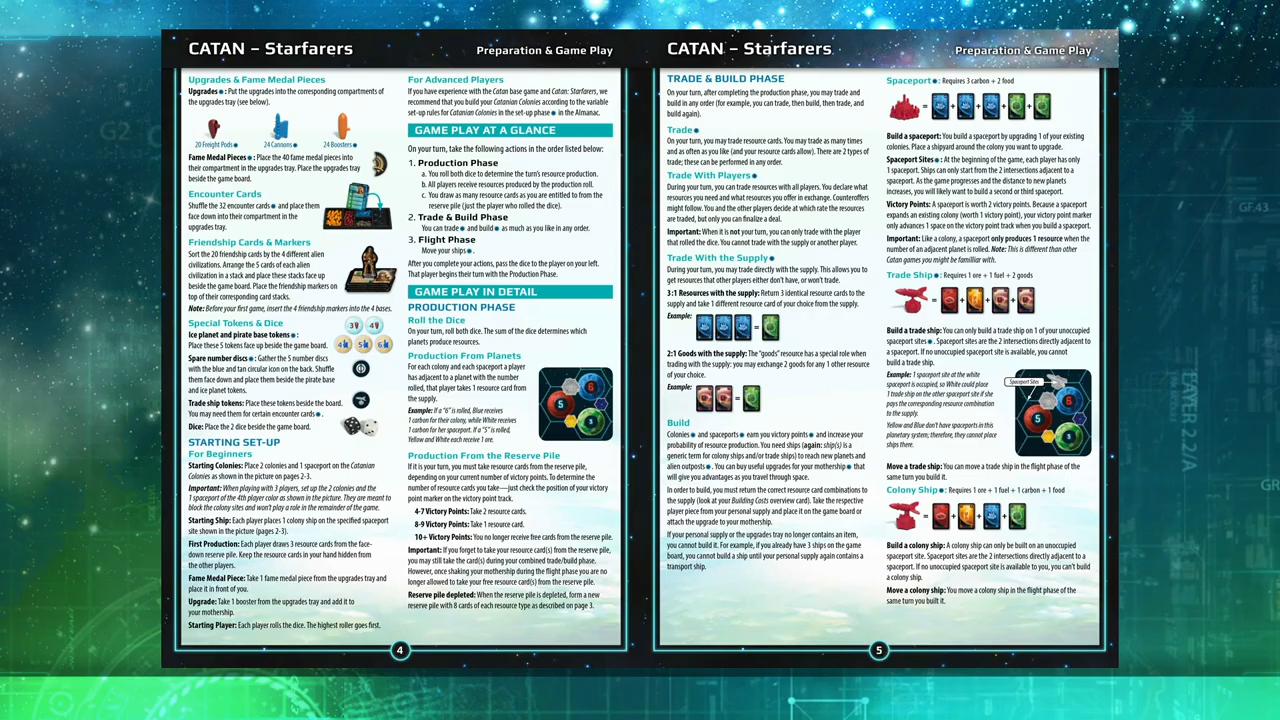 CATAN – Starfarers
Preparation & Game Play
Upgrades & Fame Medal Pieces
Upgrades: Put the upgrades into the corresponding compartments of
the upgrades tray (see below).
20 Freight Pods
24 Cannons
24 Boosters
Fame Medal Pieces: Place the 40 fame medal pieces into
their compartment in the upgrades tray. Place the upgrades tray
beside the game board.
Encounter Cards
Shuffle the 32 encounter cards and place them
face down into their compartment in the
upgrades tray.
Friendship Cards & Markers
Sort the 20 friendship cards by the 4 different alien
civilizations. Arrange the 5 cards of each alien
civilization in a stack and place these stacks face up
beside the game board. Place the friendship markers on
top of their corresponding card stacks.
Note: Before your first game, insert the 4 friendship markers into the 4 bases.
Special Tokens & Dice
Ice planet and pirate base tokens:
Place these 5 tokens face up beside the game board.
Spare number discs: Gather the 5 number discs
with the blue and tan circular icon on the back. Shuffle
them face down and place them beside the pirate base
and ice planet tokens.
Trade ship tokens: Place these tokens beside the board.
You may need them for certain encounter cards.
Dice: Place the 2 dice beside the game board.
STARTING SET-UP
For Beginners
Starting Colonies: Place 2 colonies and 1 spaceport on the Catanian
Colonies as shown in the picture on pages 2-3.
Important: When playing with 3 players, set up the 2 colonies and the
1 spaceport of the 4th player color as shown in the picture. They are meant to
block the colony sites and won't play a role in the remainder of the game.
Starting Ship: Each player places 1 colony ship on the specified spaceport
site shown in the picture (pages 2-3).
First Production: Each player draws 3 resource cards from the face-
down reserve pile. Keep the resource cards in your hand hidden from
the other players.
Fame Medal Piece: Take 1 fame medal piece from the upgrades tray and
place it in front of you.
Upgrade: Take 1 booster from the upgrades tray and add it to
your mothership.
Starting Player: Each player rolls the dice. The highest roller goes first.
For Advanced Players
If you have experience with the Catan base game and Catan: Starfarers, we
recommend that you build your Catanian Colonies according to the variable
set-up rules for Catanian Colonies in the set-up phase in the Almanac.
GAME PLAY AT A GLANCE
On your turn, take the following actions in the order listed below:
1. Production Phase
a. You roll both dice to determine the turn's resource production.
b. All players receive resources produced by the production roll.
c. You draw as many resource cards as you are entitled to from the
reserve pile (just the player who rolled the dice).
2. Trade & Build Phase
You can trade and build as much as you like in any order.
3. Flight Phase
Move your ships.
After you complete your actions, pass the dice to the player on your left.
That player begins their turn with the Production Phase.
GAME PLAY IN DETAIL
PRODUCTION PHASE
Roll the Dice
On your turn, roll both dice. The sum of the dice determines which
planets produce resources.
Production From Planets
For each colony and each spaceport a player
has adjacent to a planet with the number
rolled, that player takes 1 resource card from
the supply.
Example: If a "6" is rolled, Blue receives
1 carbon for their colony, while White receives
1 carbon for her spaceport. If a "5" is rolled,
Yellow and White each receive 1 ore.
5
6
3
Production From the Reserve Pile
If it is your turn, you must take resource cards from the reserve pile,
depending on your current number of victory points. To determine the
number of resource cards you take—just check the position of your victory
point marker on the victory point track.
4-7 Victory Points: Take 2 resource cards.
8-9 Victory Points: Take 1 resource card.
10+ Victory Points: You no longer receive free cards from the reserve pile.
Important: If you forget to take your resource card(s) from the reserve pile,
you may still take the card(s) during your combined trade/build phase.
However, once shaking your mothership during the flight phase you are no
longer allowed to take your free resource card(s) from the reserve pile.
Reserve pile depleted: When the reserve pile is depleted, form a new
reserve pile with 8 cards of each resource type as described on page 3.
4
CATAN – Starfarers
Preparation & Game Play
TRADE & BUILD PHASE
On your turn, after completing the production phase, you may trade and
build in any order (for example, you can trade, then build, then trade, and
build again).
Trade
On your turn, you may trade resource cards. You may trade as many times
and as often as you like (and your resource cards allow). There are 2 types of
trade; these can be performed in any order.
Trade With Players
During your turn, you can trade resources with all players. You declare what
resources you need and what resources you offer in exchange. Counteroffers
might follow. You and the other players decide at which rate the resources
are traded, but only you can finalize a deal.
Important: When it is not your turn, you can only trade with the player
that rolled the dice. You cannot trade with the supply or another player.
Trade With the Supply
During your turn, you may trade directly with the supply. This allows you to
get resources that other players either don't have, or won't trade.
3:1 Resources with the supply: Return 3 identical resource cards to the
supply and take 1 different resource card of your choice from the supply.
Example:
=
2:1 Goods with the supply: The "goods" resource has a special role when
trading with the supply: you may exchange 2 goods for any 1 other resource
of your choice.
Example:
=
Build
Colonies and spaceports earn you victory points and increase your
probability of resource production. You need ships (again: ship(s) is a
generic term for colony ships and/or trade ships) to reach new planets and
alien outposts. You can buy useful upgrades for your mothership that
will give you advantages as you travel through space.
In order to build, you must return the correct resource card combinations to
the supply (look at your Building Costs overview card). Take the respective
player piece from your personal supply and place it on the game board or
attach the upgrade to your mothership.
If your personal supply or the upgrades tray no longer contains an item,
you cannot build it. For example, if you already have 3 ships on the game
board, you cannot build a ship until your personal supply again contains a
transport ship.
Spaceport: Requires 3 carbon + 2 food
= + + + +
Build a spaceport: You build a spaceport by upgrading 1 of your existing
colonies. Place a shipyard around the colony you want to upgrade.
Spaceport Sites: At the beginning of the game, each player has only
1 spaceport. Ships can only start from the 2 intersections adjacent to a
spaceport. As the game progresses and the distance to new planets
increases, you will likely want to build a second or third spaceport.
Victory Points: A spaceport is worth 2 victory points. Because a spaceport
expands an existing colony (worth 1 victory point), your victory point marker
only advances 1 space on the victory point track when you build a spaceport.
Important: Like a colony, a spaceport only produces 1 resource when the
number of an adjacent planet is rolled. Note: This is different than other
Catan games you might be familiar with.
Trade Ship: Requires 1 ore + 1 fuel + 2 goods
= + + +
Build a trade ship: You can only build a trade ship on 1 of your unoccupied
spaceport sites. Spaceport sites are the 2 intersections directly adjacent to
a spaceport. If no unoccupied spaceport site is available, you cannot
build a trade ship.
Example: 1 spaceport site at the white
spaceport is occupied, so White could place
1 trade ship on the other spaceport site if she
pays the corresponding resource combination
to the supply.
Yellow and Blue don't have spaceports in this
planetary system; therefore, they cannot place
ships there.
Spaceport Sites
5
6
3
Move a trade ship: You can move a trade ship in the flight phase of the
same turn you built it.
Colony Ship: Requires 1 ore + 1 fuel + 1 carbon + 1 food
= + + +
Build a colony ship: A colony ship can only be built on an unoccupied
spaceport site. Spaceport sites are the 2 intersections directly adjacent to a
spaceport. If no unoccupied spaceport site is available to you, you can't build
a colony ship.
Move a colony ship: You move a colony ship in the flight phase of the
same turn you built it.
5
G2
GF.43
PLAYER 2.2/A